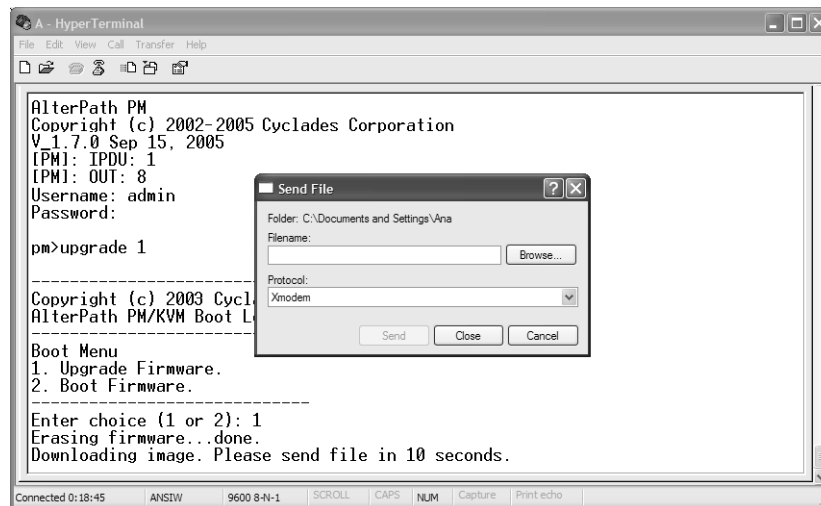 A - HyperTerminal
File Edit View Call Transfer Help
AlterPath PM
Copyright (c) 2002-2005 Cyclades Corporation
V_1.7.0 Sep 15, 2005
[PM]: IPDU: 1
[PM]: OUT: 8
Username: admin
Password:
pm>upgrade 1
------------------------
Copyright (c) 2003 Cycl
AlterPath PM/KVM Boot L
------------------------
Boot Menu
1. Upgrade Firmware.
2. Boot Firmware.
------------------------------
Enter choice (1 or 2): 1
Erasing firmware...done.
Downloading image. Please send file in 10 seconds.
Send File
Folder: C:\Documents and Settings\Ana
Filename:
Browse...
Protocol:
Xmodem
Send Close Cancel
Connected 0:18:45 ANSIW 9600 8-N-1 SCROLL CAPS NUM Capture Print echo